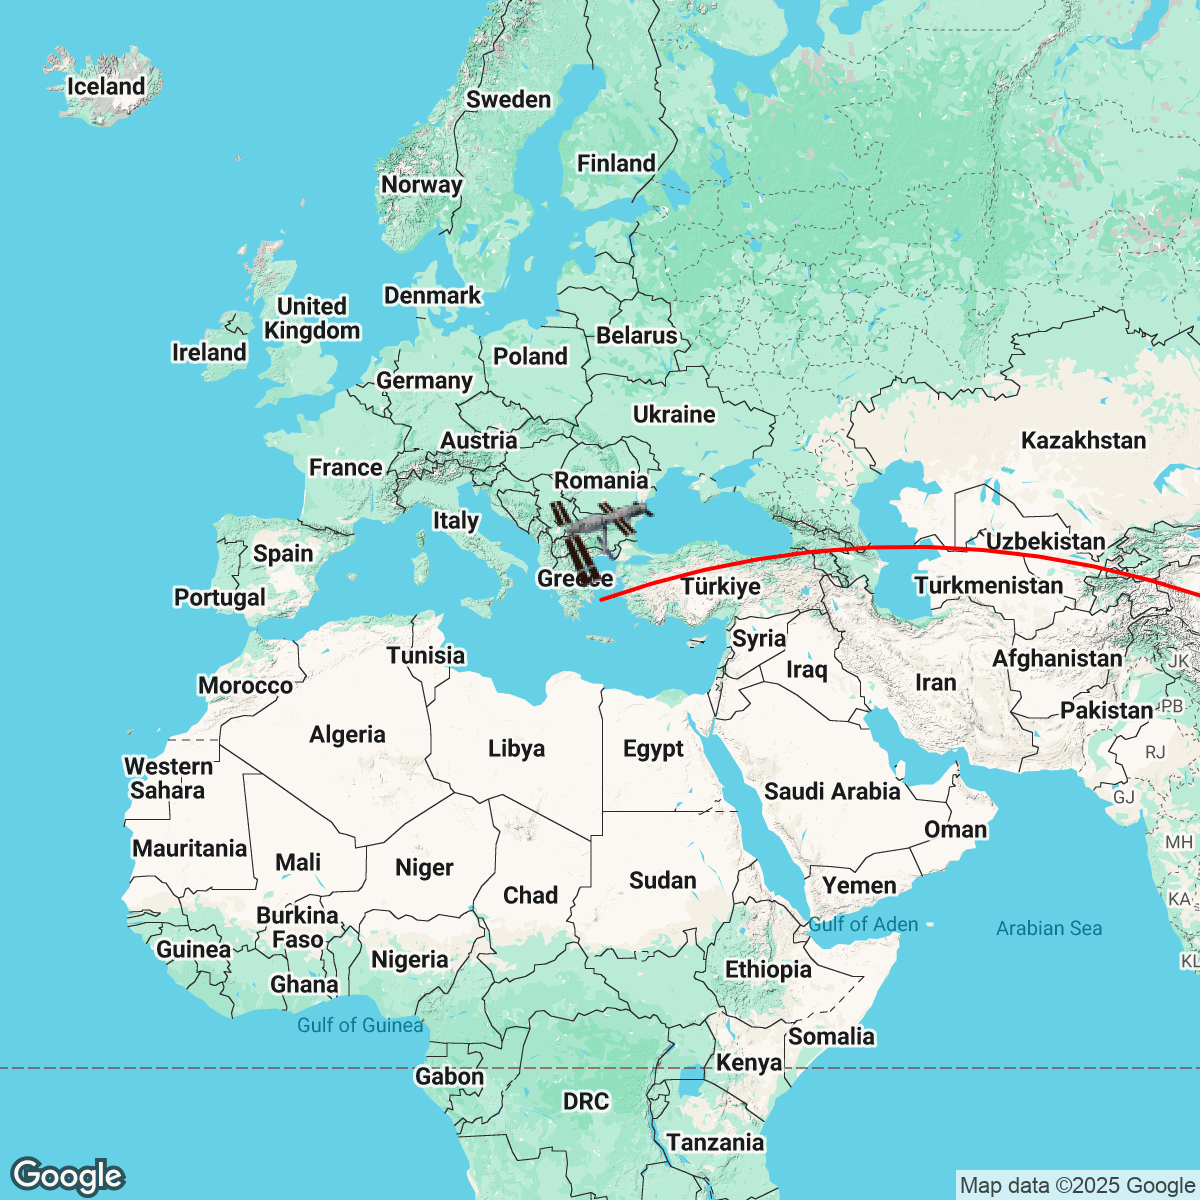 Iceland
Sweden
Finland
Norway
Denmark
United
Kingdom
Ireland
Belarus
Poland
Germany
Ukraine
Austria
Kazakhstan
France
Romania
Italy
Uzbekistan
Spain
Greece
Türkiye
Turkmenistan
Portugal
Syria
Tunisia
Iraq
Afghanistan
JK
Morocco
Iran
Pakistan
PB
Algeria
Libya
Egypt
RJ
Western
Sahara
Saudi Arabia
GJ
Oman
Mauritania
Mali
Niger
MH
Chad
Sudan
Yemen
KA
Burkina
Faso
Gulf of Aden
Arabian Sea
Guinea
Nigeria
Ethiopia
KL
Ghana
Gulf of Guinea
Somalia
Kenya
Gabon
DRC
Tanzania
Google
Map data ©2025 Google